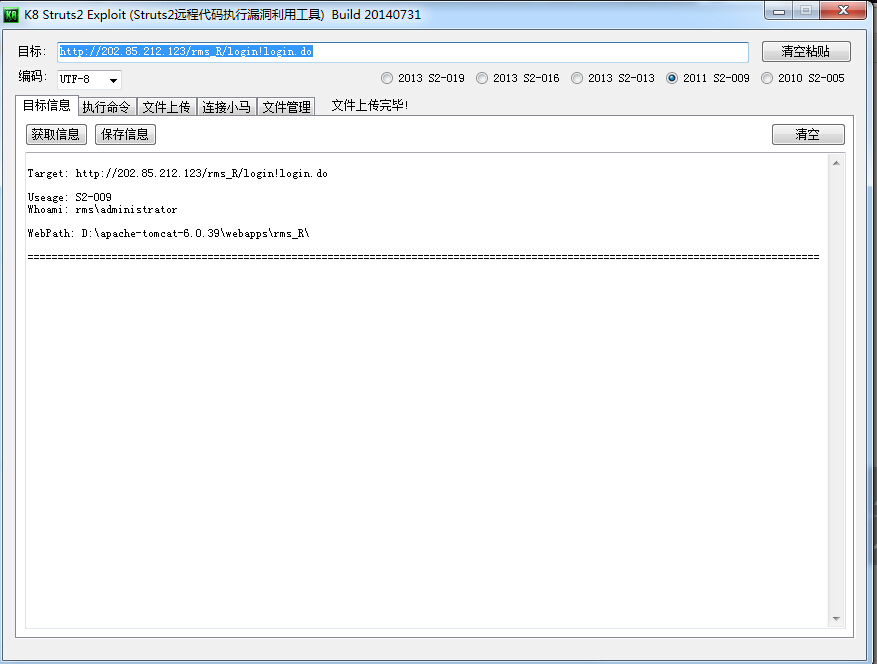 K8 Struts2 Exploit (Struts2远程代码执行漏洞利用工具) Build 20140731
目标: http://202.85.212.123/rms_R/login!login.do 清空粘贴
编码: UTF-8 2013 S2-019 2013 S2-016 2013 S2-013 2011 S2-009 2010 S2-005
目标信息 执行命令 文件上传 连接小马 文件管理 文件上传完毕!
获取信息 保存信息 清空
Target: http://202.85.212.123/rms_R/login!login.do
Useage: S2-009
Whoami: rms\administrator
WebPath: D:\apache-tomcat-6.0.39\webapps\rms_R\
====================================================================================================================================